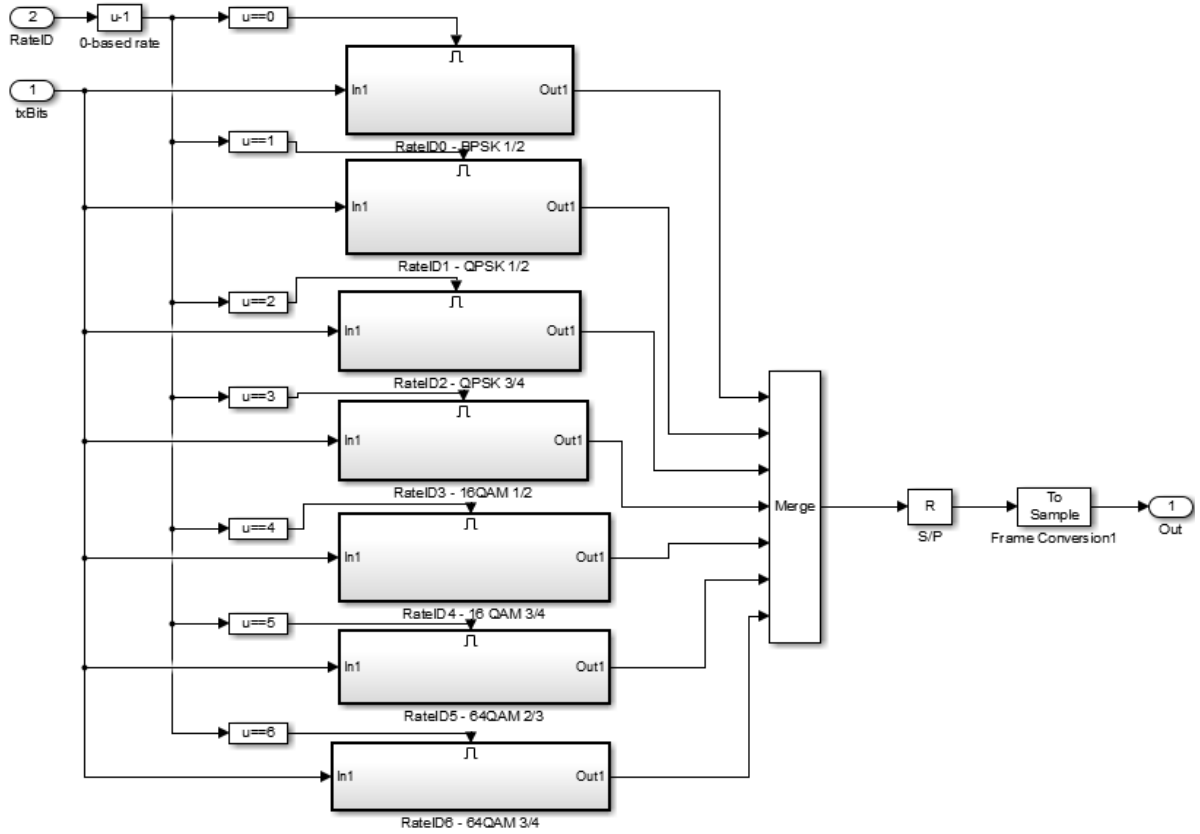 2
RateID
u-1
0-based rate
u==0
1
txBits
In1
Out1
RateID0 - BPSK 1/2
u==1
In1
Out1
RateID1 - QPSK 1/2
u==2
In1
Out1
RateID2 - QPSK 3/4
u==3
In1
Out1
RateID3 - 16QAM 1/2
u==4
In1
Out1
RateID4 - 16 QAM 3/4
u==5
In1
Out1
RateID5 - 64QAM 2/3
u==6
In1
Out1
RateID6 - 64QAM 3/4
Merge
R
S/P
To
Sample
Frame Conversion1
1
Out